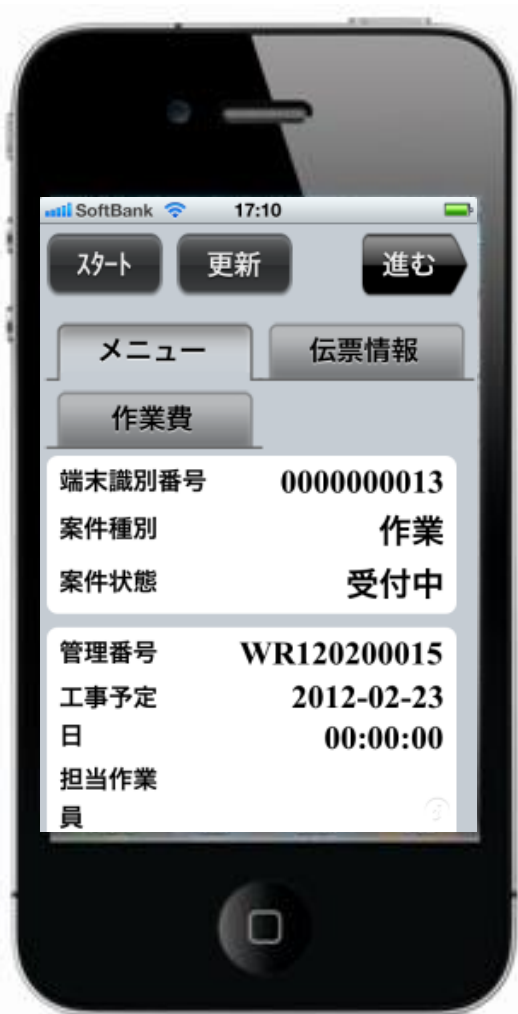 SoftBank 17:10
ｽﾀｰﾄ 更新 進む
メニュー 伝票情報
作業費
端末識別番号 0000000013
案件種別 作業
案件状態 受付中
管理番号 WR120200015
工事予定 2012-02-23
日 00:00:00
担当作業
員